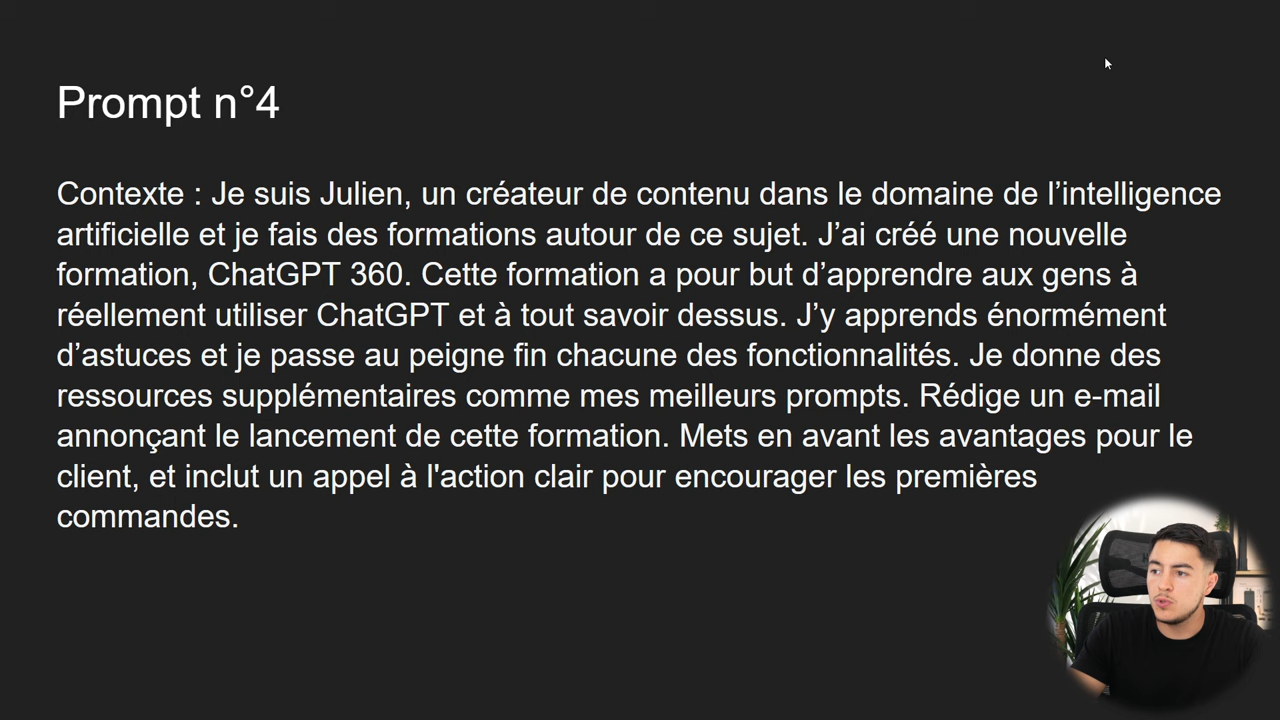 Prompt n°4
Contexte : Je suis Julien, un créateur de contenu dans le domaine de l’intelligence
artificielle et je fais des formations autour de ce sujet. J’ai créé une nouvelle
formation, ChatGPT 360. Cette formation a pour but d’apprendre aux gens à
réellement utiliser ChatGPT et à tout savoir dessus. J’y apprends énormément
d’astuces et je passe au peigne fin chacune des fonctionnalités. Je donne des
ressources supplémentaires comme mes meilleurs prompts. Rédige un e-mail
annonçant le lancement de cette formation. Mets en avant les avantages pour le
client, et inclut un appel à l'action clair pour encourager les premières
commandes.